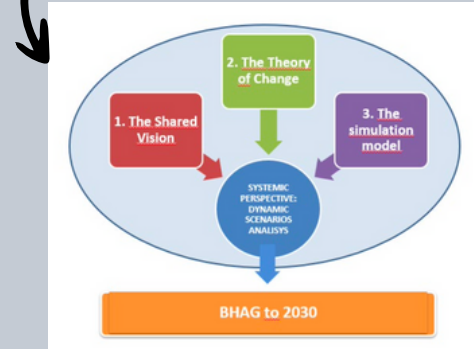 2. The Theory
of Change
1. The Shared
Vision
3. The
simulation
model
SYSTEMIC
PERSPECTIVE:
DYNAMIC
SCENARIOS
ANALISYS
BHAG to 2030